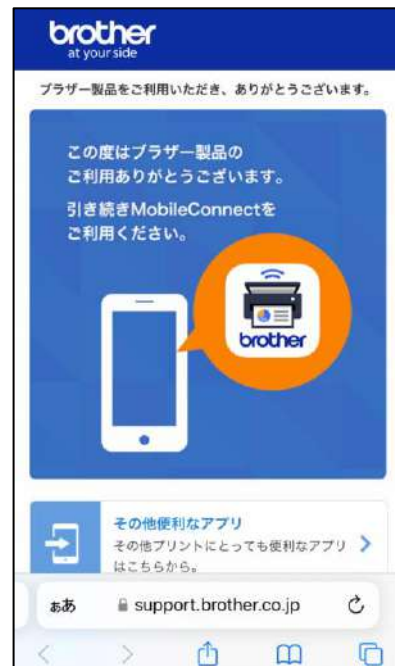 brother
at your side
ブラザー製品をご利用いただき、ありがとうございます。
この度はブラザー製品の
ご利用ありがとうございます。
引き続きMobileConnectを
ご利用ください。
brother
その他便利なアプリ
その他プリントにとっても便利なアプリ
はこちらから。
ぁあ
support.brother.co.jp